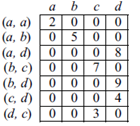 a b c d
(a, a) 2 0 0 0
(a, b) 0 5 0 0
(a, d) 0 0 0 8
(b, c) 0 0 7 0
(b, d) 0 0 0 9
(c, d) 0 0 0 4
(d, c) 0 0 3 0